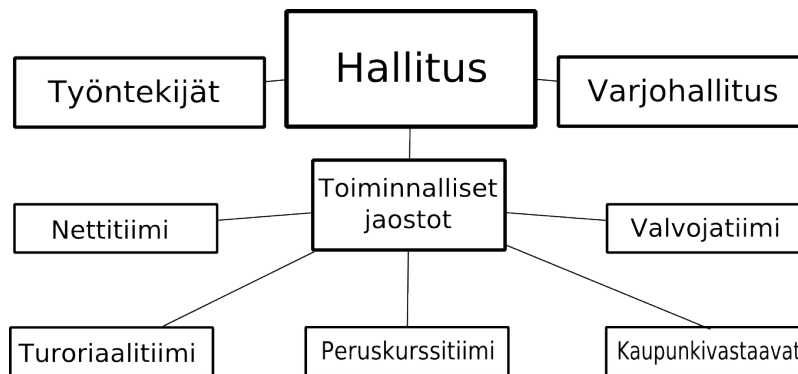 Hallitus
Työntekijät
Varjohallitus
Toiminnalliset
jaostot
Nettitiimi
Valvojatiimi
Turoriaalitiimi
Peruskurssitiimi
Kaupunkivastaavat